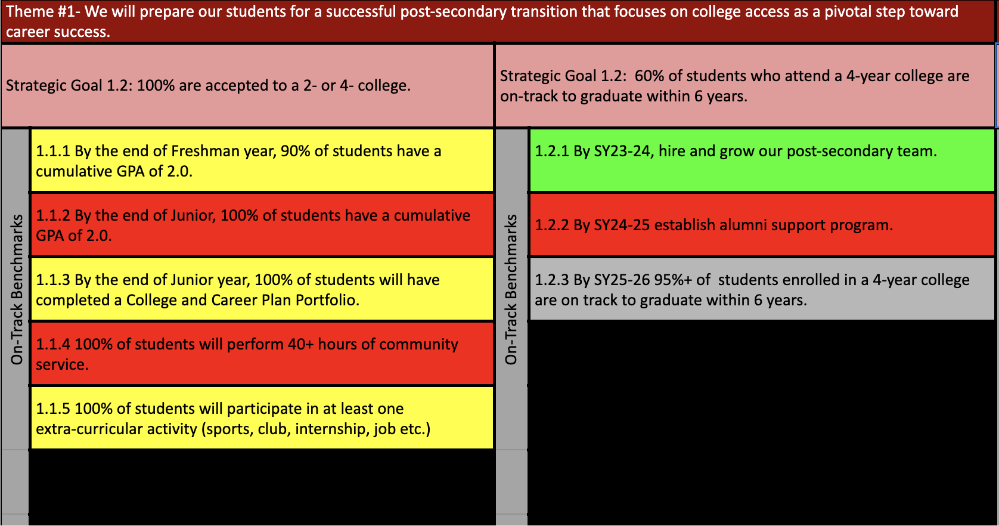 Theme #1- We will prepare our students for a successful post-secondary transition that focuses on college access as a pivotal step toward
career success.
Strategic Goal 1.2: 100% are accepted to a 2- or 4- college.
On-Track Benchmarks
1.1.1 By the end of Freshman year, 90% of students have a
cumulative GPA of 2.0.
1.1.2 By the end of Junior, 100% of students have a cumulative
GPA of 2.0.
1.1.3 By the end of Junior year, 100% of students will have
completed a College and Career Plan Portfolio.
1.1.4 100% of students will perform 40+ hours of community
service.
1.1.5 100% of students will participate in at least one
extra-curricular activity (sports, club, internship, job etc.)
Strategic Goal 1.2:  60% of students who attend a 4-year college are
on-track to graduate within 6 years.
On-Track Benchmarks
1.2.1 By SY23-24, hire and grow our post-secondary team.
1.2.2 By SY24-25 establish alumni support program.
1.2.3 By SY25-26 95%+ of  students enrolled in a 4-year college
are on track to graduate within 6 years.